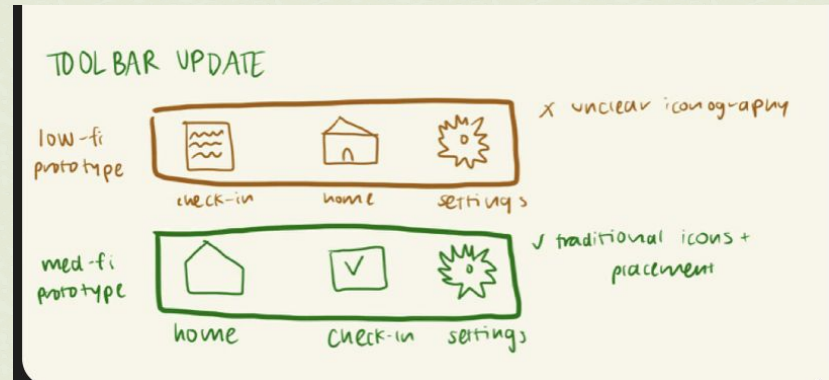 TOOLBAR UPDATE
low-fi
prototype
check-in home settings
x unclear iconography
med-fi
prototype
home check-in settings
✓ traditional icons +
placement